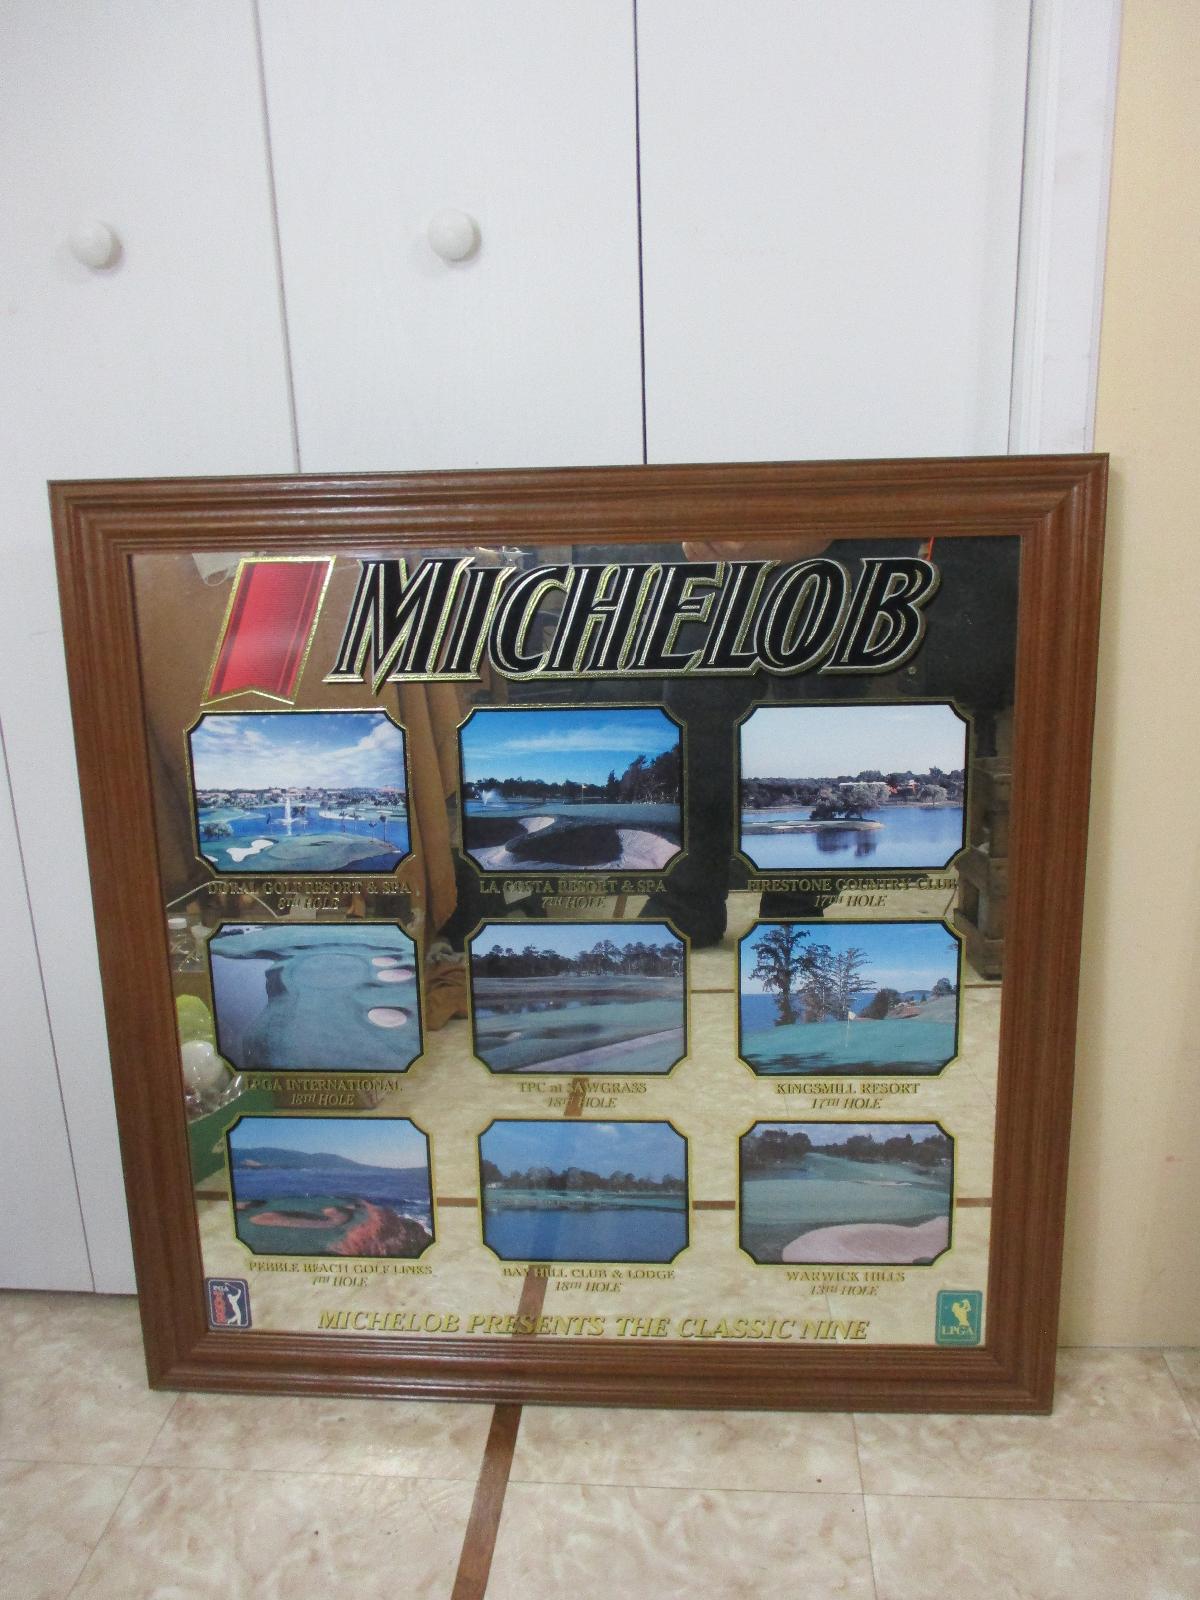 MICHELOB
DORAL GOLF RESORT & SPA
8TH HOLE
LA COSTA RESORT & SPA
7TH HOLE
FIRESTONE COUNTRY CLUB
17TH HOLE
LPGA INTERNATIONAL
18TH HOLE
TPC at SAWGRASS
18TH HOLE
KINGSMILL RESORT
17TH HOLE
PEBBLE BEACH GOLF LINKS
7TH HOLE
BAY HILL CLUB & LODGE
18TH HOLE
WARWICK HILLS
13TH HOLE
PGA TOUR
MICHELOB PRESENTS THE CLASSIC NINE
LPGA